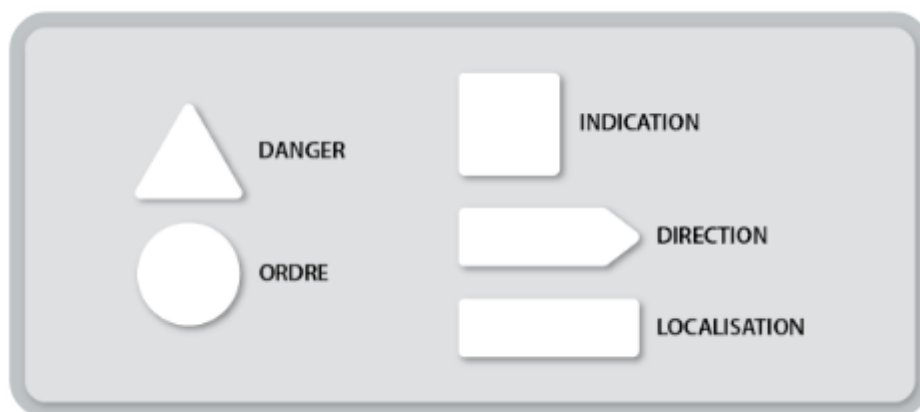 DANGER
ORDRE
INDICATION
DIRECTION
LOCALISATION